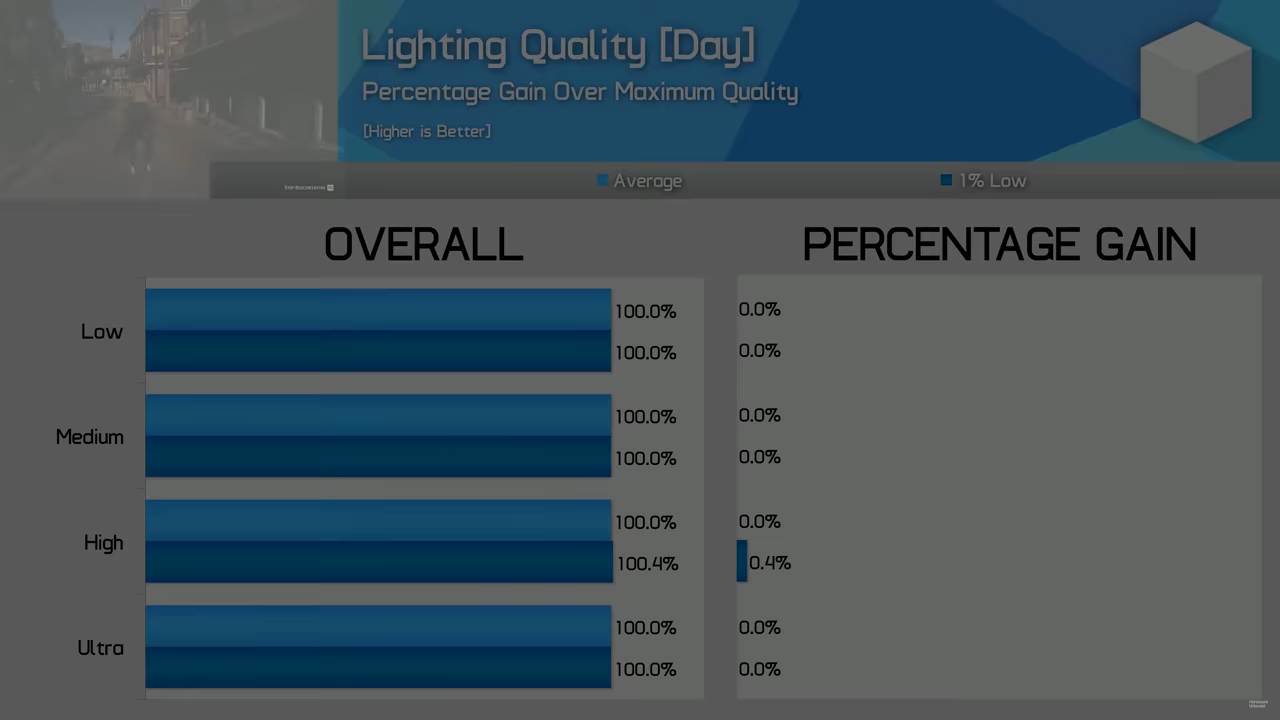 Lighting Quality [Day]
Percentage Gain Over Maximum Quality
[Higher is Better]
Average
1% Low
OVERALL
PERCENTAGE GAIN
Low
100.0%
100.0%
0.0%
0.0%
Medium
100.0%
100.0%
0.0%
0.0%
High
100.0%
100.4%
0.0%
0.4%
Ultra
100.0%
100.0%
0.0%
0.0%
Hardware
Unboxed